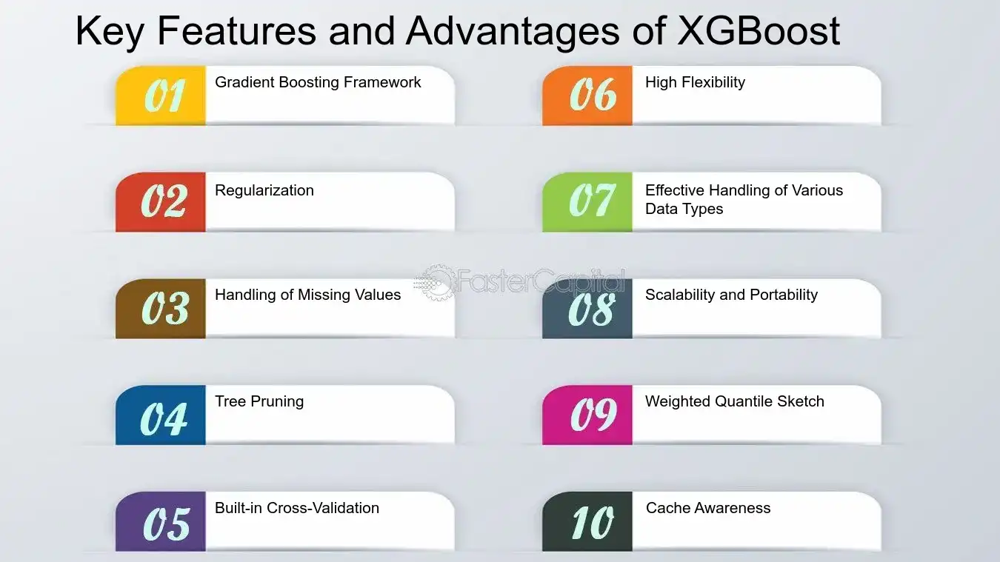 Key Features and Advantages of XGBoost
01
Gradient Boosting Framework
02
Regularization
03
Handling of Missing Values
04
Tree Pruning
05
Built-in Cross-Validation
06
High Flexibility
07
Effective Handling of Various
Data Types
08
Scalability and Portability
09
Weighted Quantile Sketch
10
Cache Awareness
FasterCapital